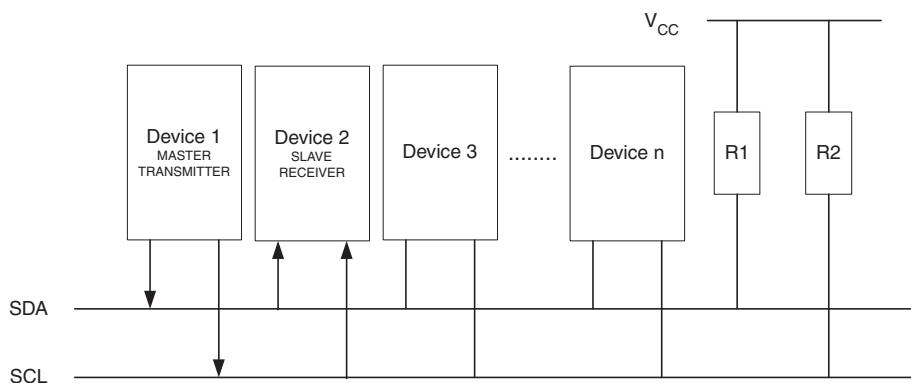 VCC
Device 1
MASTER
TRANSMITTER
Device 2
SLAVE
RECEIVER
Device 3
........
Device n
R1
R2
SDA
SCL